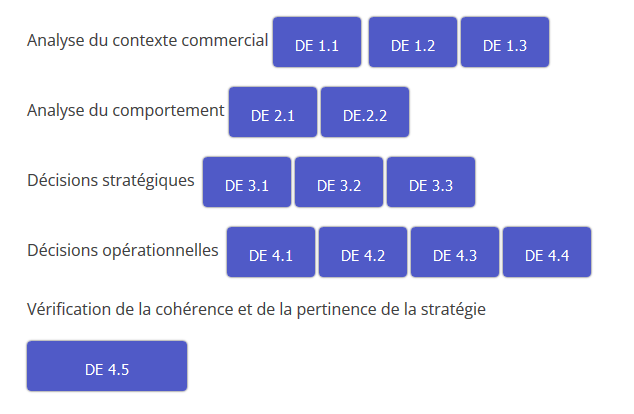 Analyse du contexte commercial DE 1.1 DE 1.2 DE 1.3
Analyse du comportement DE 2.1 DE.2.2
Décisions stratégiques DE 3.1 DE 3.2 DE 3.3
Décisions opérationnelles DE 4.1 DE 4.2 DE 4.3 DE 4.4
Vérification de la cohérence et de la pertinence de la stratégie
DE 4.5